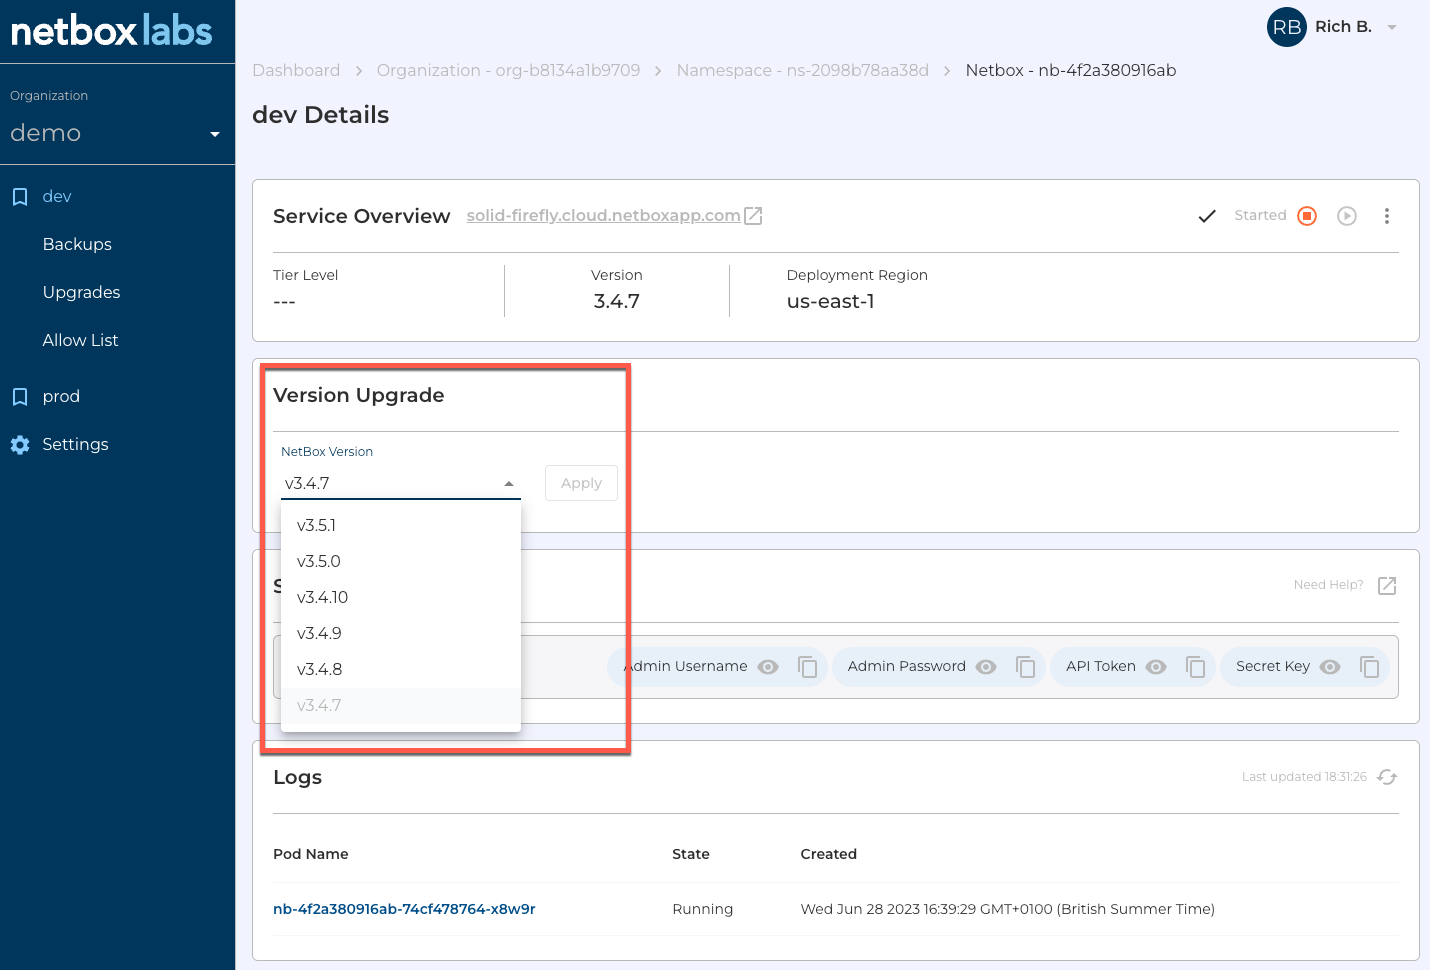 netboxlabs
RB Rich B.
Dashboard > Organization - org-b8134a1b9709 > Namespace - ns-2098b78aa38d > Netbox - nb-4f2a380916ab
Organization
demo
dev Details
dev
Backups
Upgrades
Allow List
prod
Settings
Service Overview solid-firefly.cloud.netboxapp.com Started
Tier Level Version Deployment Region
--- 3.4.7 us-east-1
Version Upgrade
NetBox Version
v3.4.7 Apply
v3.5.1
v3.5.0
v3.4.10
v3.4.9
v3.4.8
v3.4.7
Need Help?
Admin Username Admin Password API Token Secret Key
Logs Last updated 18:31:26
Pod Name State Created
nb-4f2a380916ab-74cf478764-x8w9r Running Wed Jun 28 2023 16:39:29 GMT+0100 (British Summer Time)